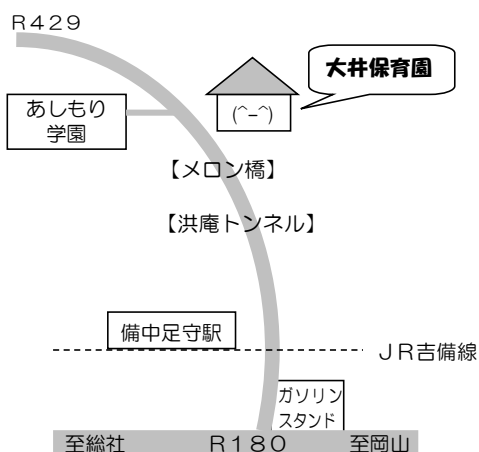 R429
大井保育園
あしもり
学園
(^-^)
【メロン橋】
【洪庵トンネル】
備中足守駅
JR吉備線
ガソリン
スタンド
至総社 R180 至岡山